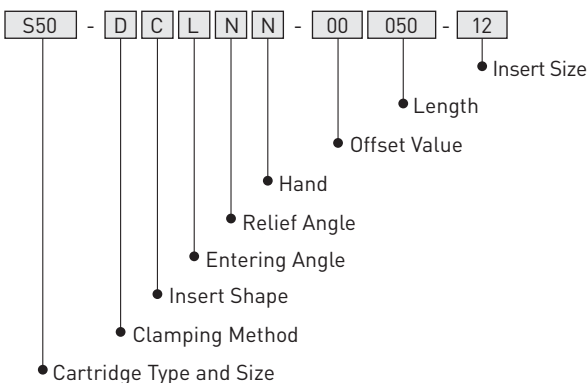 S50 - D C L N N - 00 050 - 12
Insert Size
Length
Offset Value
Hand
Relief Angle
Entering Angle
Insert Shape
Clamping Method
Cartridge Type and Size